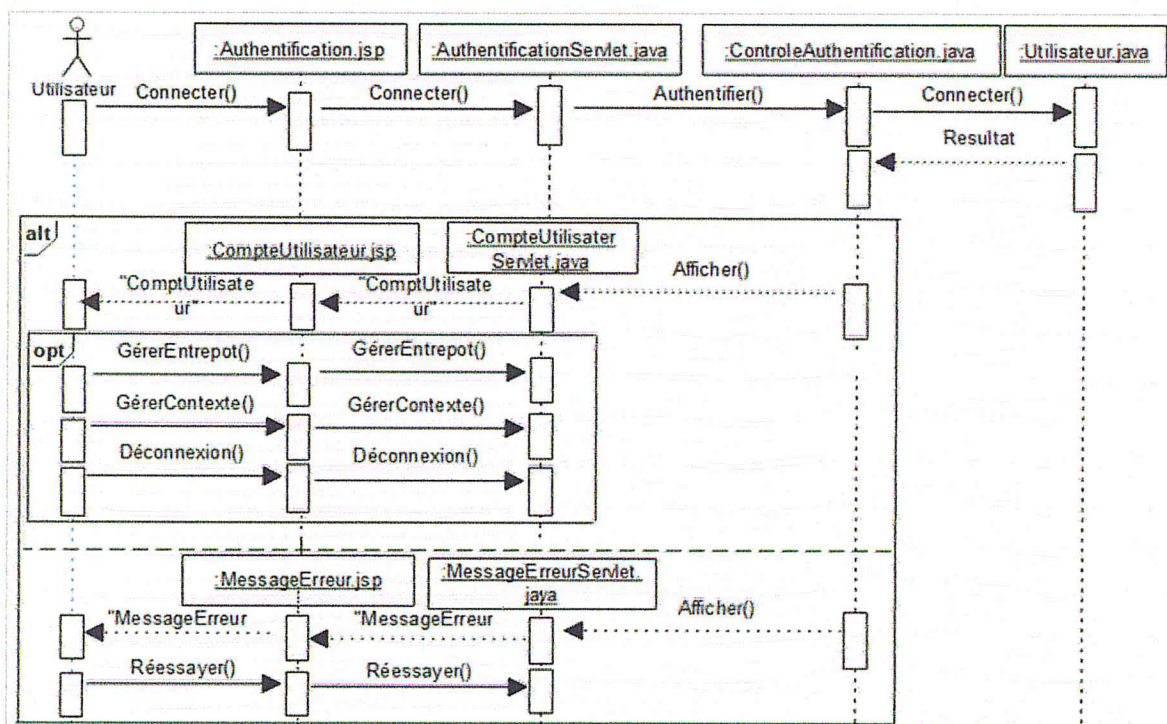 :Authentification.jsp
:AuthentificationServlet.java
:ControleAuthentification.java
:Utilisateur.java
Utilisateur
Connecter()
Connecter()
Authentifier()
Connecter()
Resultat
alt
:CompteUtilisateur.jsp
:CompteUtilisater
Servlet.java
"ComptUtilisate
ur"
"ComptUtilisate
ur"
Afficher()
opt
GérerEntrepot()
GérerEntrepot()
GérerContexte()
GérerContexte()
Déconnexion()
Déconnexion()
:MessageErreur.jsp
:MessageErreurServlet.
java
"MessageErreur
"MessageErreur
Afficher()
Réessayer()
Réessayer()